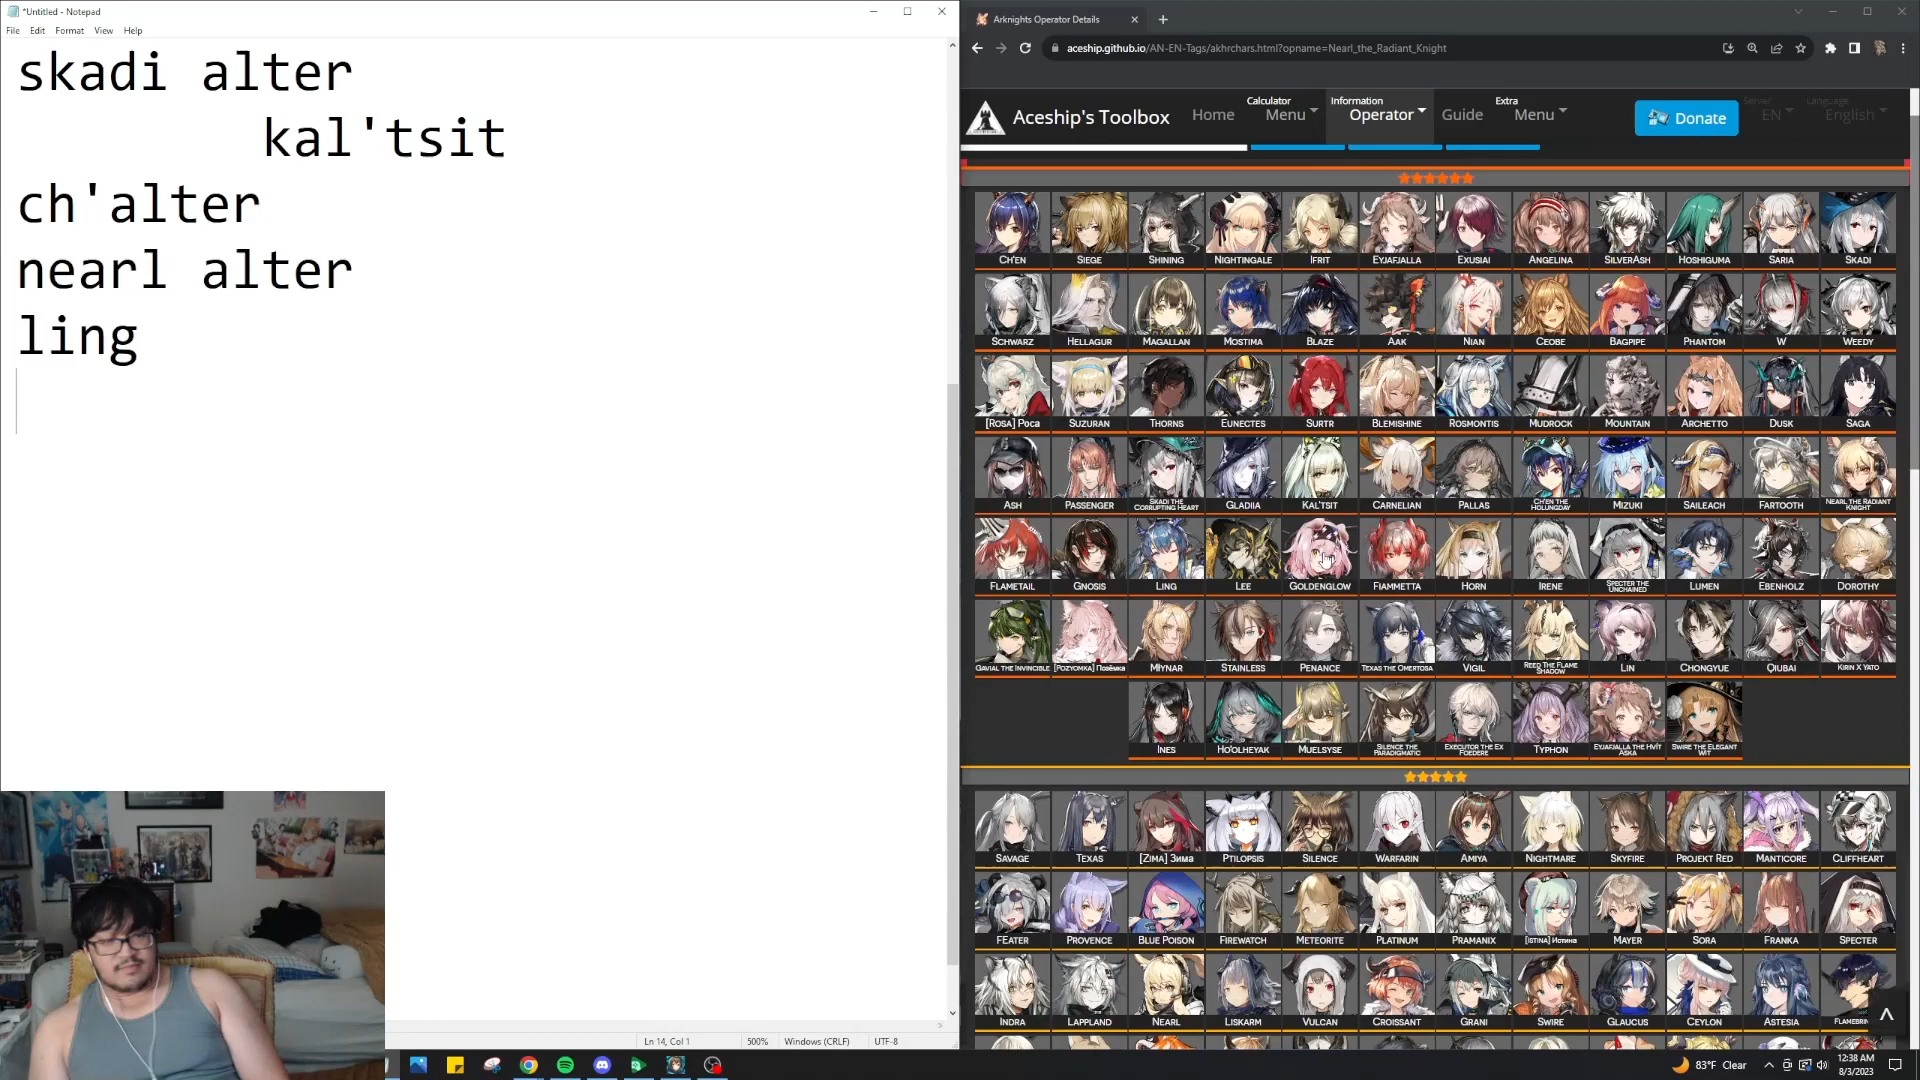 *Untitled - Notepad
File Edit Format View Help
skadi alter
kal'tsit
ch'alter
nearl alter
ling
Ln 14, Col 1 500% Windows (CRLF) UTF-8
Arknights Operator Details
aceship.github.io/AN-EN-Tags/akhrchars.html?opname=Nearl_the_Radiant_Knight
Aceship's Toolbox
Home
Calculator
Menu
Information
Operator
Guide
Extra
Menu
Donate
Server
EN
Language
English
CH'EN SIEGE SHINING NIGHTINGALE IFRIT EYJAFJALLA EXUSIAI ANGELINA SILVERASH HOSHIGUMA SARIA SKADI
SCHWARZ HELLAGUR MAGALLAN MOSTIMA BLAZE AAK NIAN CEOBE BAGPIPE PHANTOM W WEEDY
[ROSA] Роса SUZURAN THORNS EUNECTES SURTR BLEMISHINE ROSMONTIS MUDROCK MOUNTAIN ARCHETTO DUSK SAGA
ASH PASSENGER SKADI THE CORRUPTING HEART GLADIIA KAL'TSIT CARNELIAN PALLAS CH'EN THE HOLUNGDAY MIZUKI SAILEACH FARTOOTH NEARL THE RADIANT KNIGHT
FLAMETAIL GNOSIS LING LEE GOLDENGLOW FIAMMETTA HORN IRENE SPECTER THE UNCHAINED LUMEN EBENHOLZ DOROTHY
GAVIAL THE INVINCIBLE [POZYOMKA] Позёмка MLYNAR STAINLESS PENANCE TEXAS THE OMERTOSA VIGIL REED THE FLAME SHADOW LIN CHONGYUE QIUBAI KIRIN X YATO
INES HO'OLHEYAK MUELSYSE SILENCE THE PARADIGMATIC EXECUTOR THE EX FOEDERE TYPHON EYJAFJALLA THE HVÍT ASKA SWIRE THE ELEGANT WIT
SAVAGE TEXAS [ZIMA] Зима PTILOPSIS SILENCE WARFARIN AMIYA NIGHTMARE SKYFIRE PROJEKT RED MANTICORE CLIFFHEART
FEATER PROVENCE BLUE POISON FIREWATCH METEORITE PLATINUM PRAMANIX [ISTINA] Истина MAYER SORA FRANKA SPECTER
INDRA LAPPLAND NEARL LISKARM VULCAN CROISSANT GRANI SWIRE GLAUCUS CEYLON ASTESIA FLAMEBRIN
83°F Clear
12:38 AM
8/3/2023